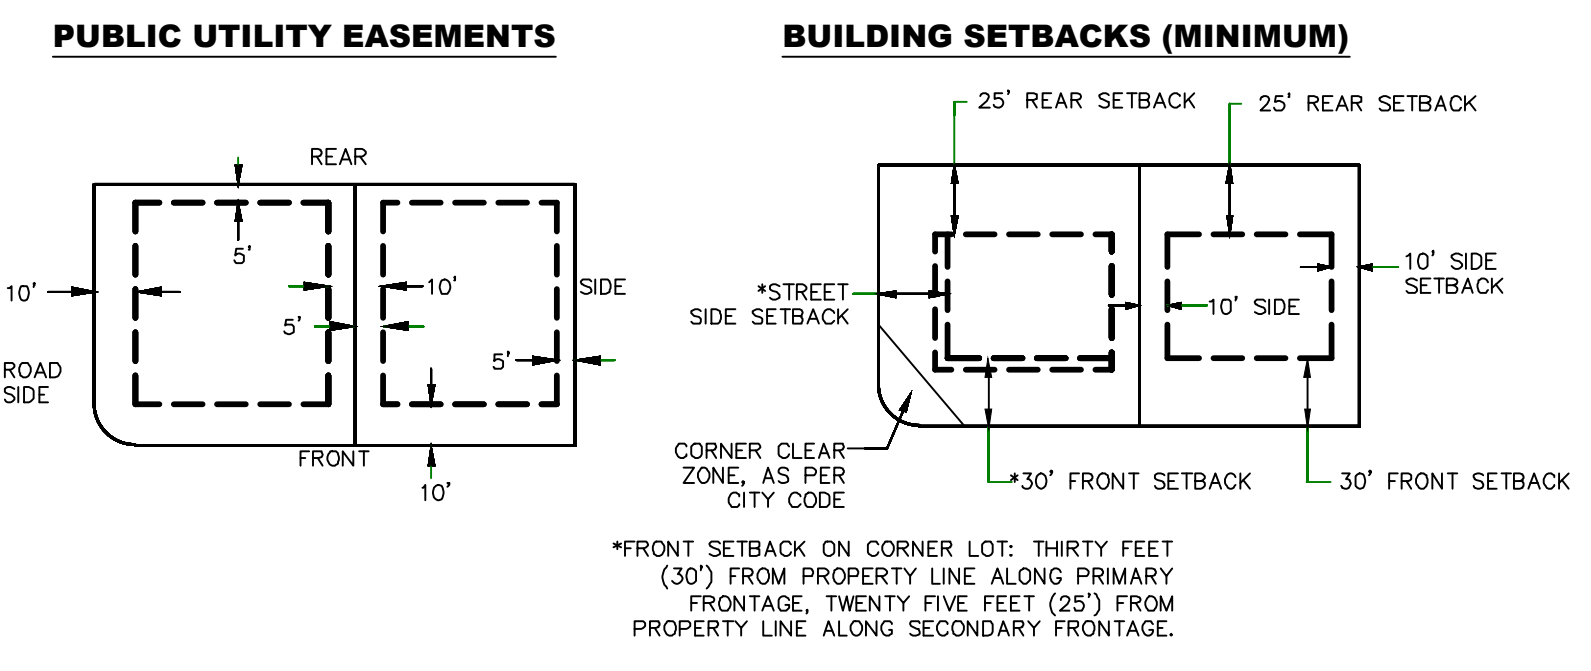 PUBLIC UTILITY EASEMENTS
REAR
5'
10'
10'
SIDE
5'
5'
ROAD
SIDE
FRONT
10'
BUILDING SETBACKS (MINIMUM)
25' REAR SETBACK
25' REAR SETBACK
10' SIDE
SETBACK
*STREET
SIDE SETBACK
10' SIDE
CORNER CLEAR
ZONE, AS PER
CITY CODE
*30' FRONT SETBACK
30' FRONT SETBACK
*FRONT SETBACK ON CORNER LOT: THIRTY FEET
(30') FROM PROPERTY LINE ALONG PRIMARY
FRONTAGE, TWENTY FIVE FEET (25') FROM
PROPERTY LINE ALONG SECONDARY FRONTAGE.